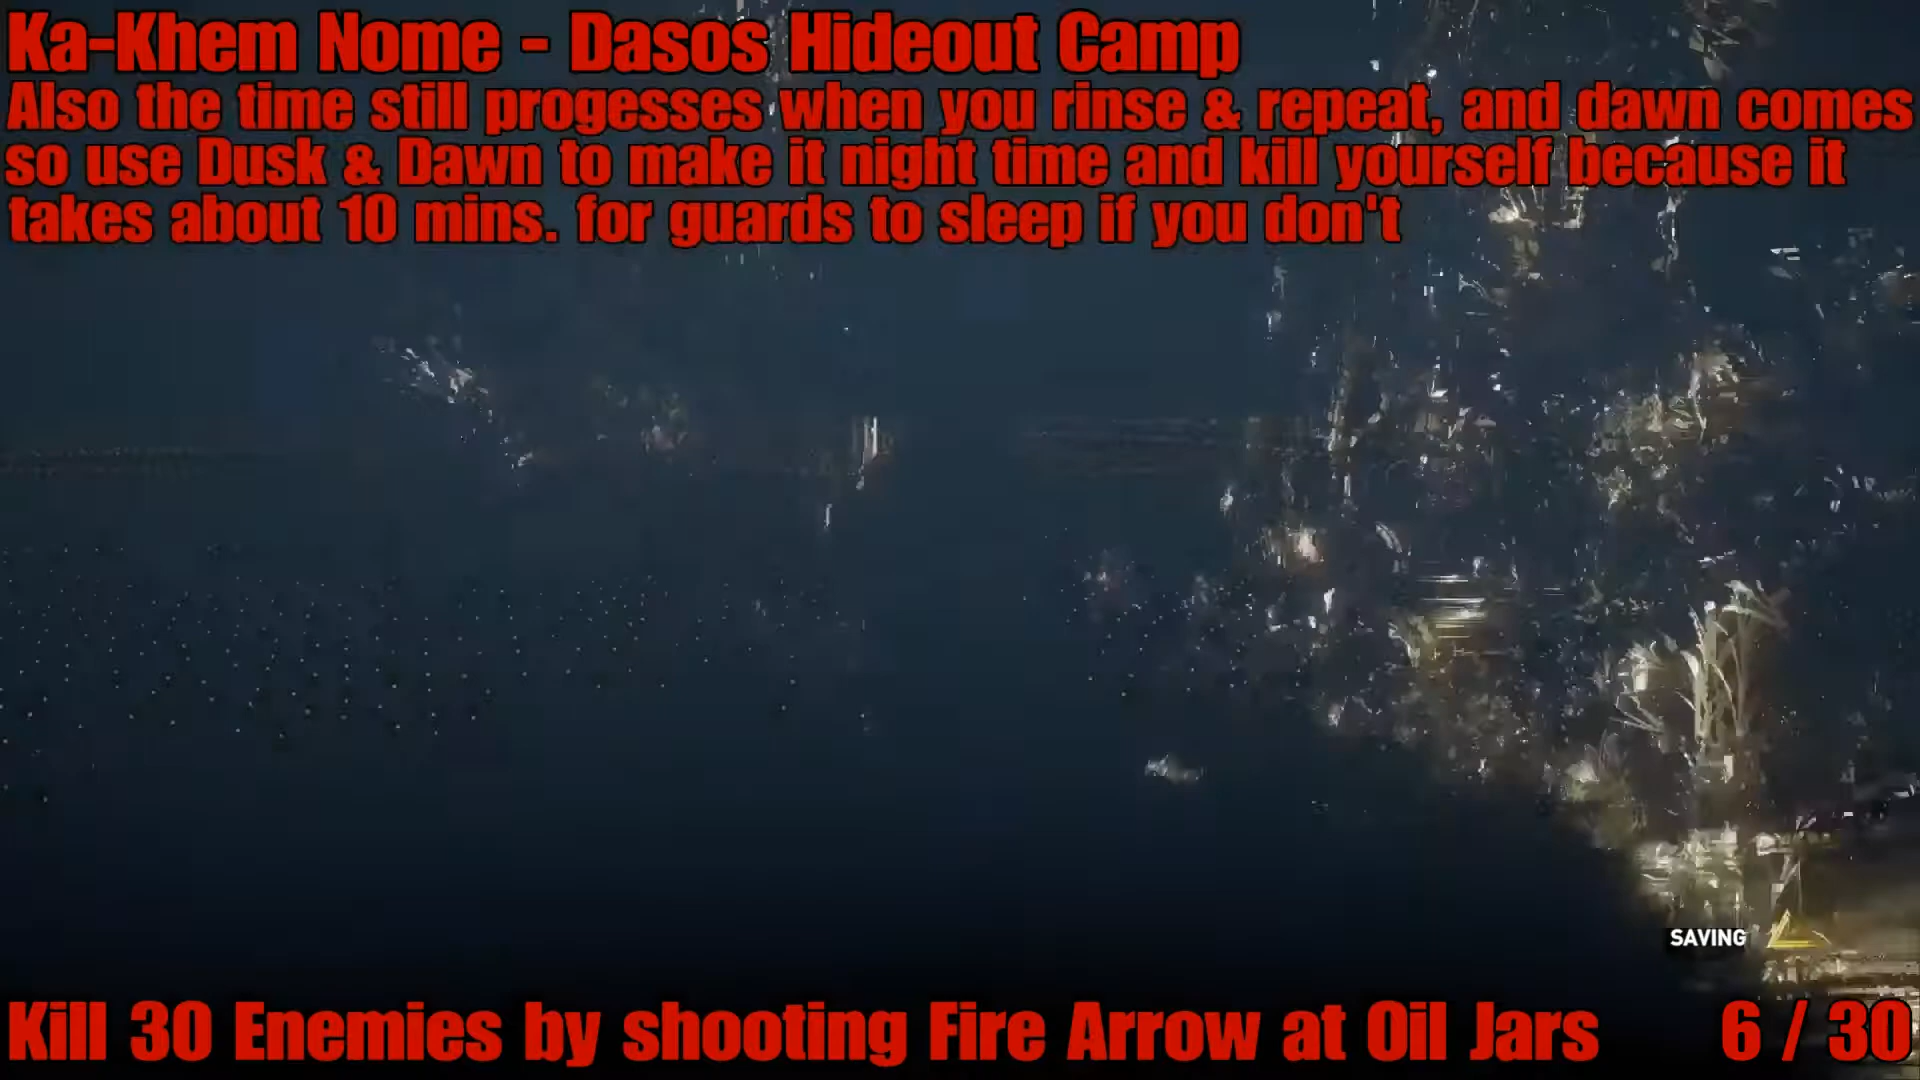 Ka-Khem Nome - Dasos Hideout Camp
Also the time still progesses when you rinse & repeat, and dawn comes
so use Dusk & Dawn to make it night time and kill yourself because it
takes about 10 mins. for guards to sleep if you don't
SAVING
Kill 30 Enemies by shooting Fire Arrow at Oil Jars 6 / 30